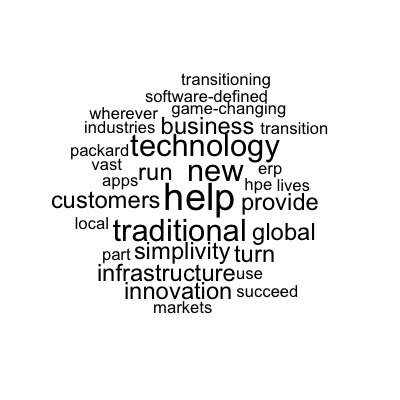 transitioning
software-defined
wherever game-changing
industries business transition
packard technology
vast run new erp
apps help hpe lives
customers provide
local traditional global
part simplivity turn
infrastructure use
innovation succeed
markets